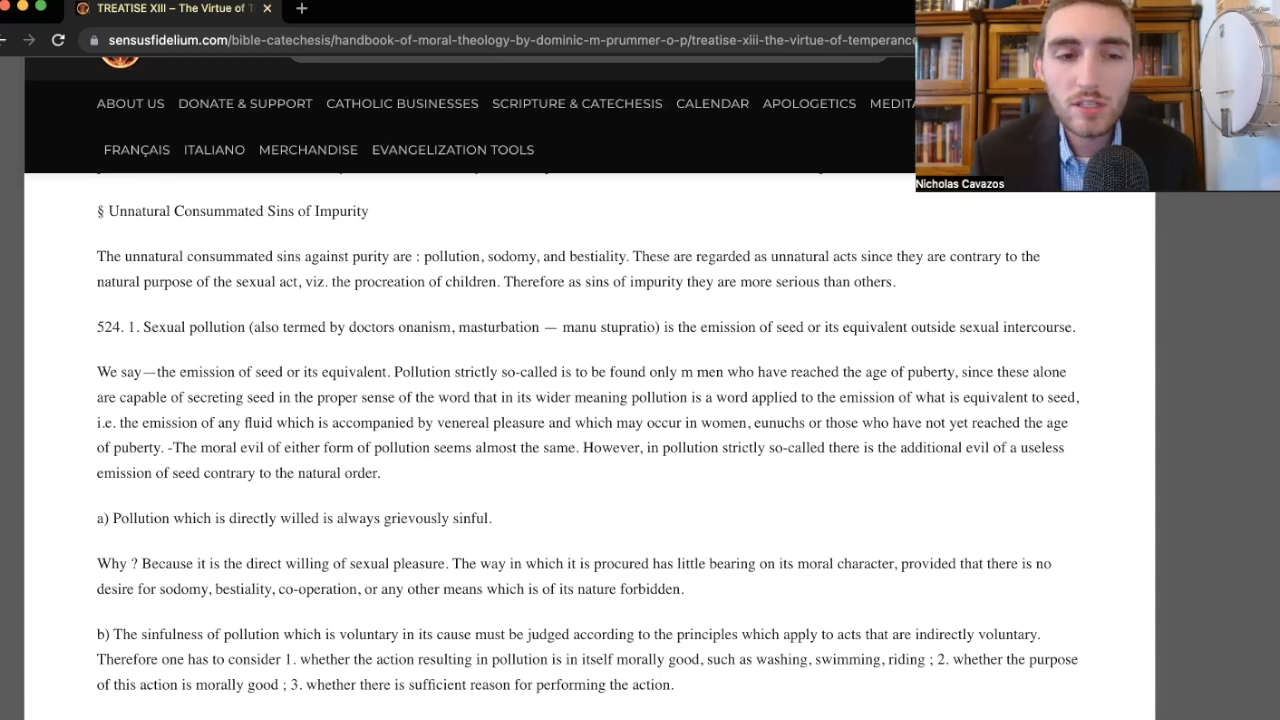 TREATISE XIII – The Virtue of T
sensusfidelium.com/bible-catechesis/handbook-of-moral-theology-by-dominic-m-prummer-o-p/treatise-xiii-the-virtue-of-temperance
ABOUT US DONATE & SUPPORT CATHOLIC BUSINESSES SCRIPTURE & CATECHESIS CALENDAR APOLOGETICS MEDITA
FRANÇAIS ITALIANO MERCHANDISE EVANGELIZATION TOOLS
Nicholas Cavazos
§ Unnatural Consummated Sins of Impurity
The unnatural consummated sins against purity are : pollution, sodomy, and bestiality. These are regarded as unnatural acts since they are contrary to the
natural purpose of the sexual act, viz. the procreation of children. Therefore as sins of impurity they are more serious than others.
524. 1. Sexual pollution (also termed by doctors onanism, masturbation — manu stupratio) is the emission of seed or its equivalent outside sexual intercourse.
We say—the emission of seed or its equivalent. Pollution strictly so-called is to be found only m men who have reached the age of puberty, since these alone
are capable of secreting seed in the proper sense of the word that in its wider meaning pollution is a word applied to the emission of what is equivalent to seed,
i.e. the emission of any fluid which is accompanied by venereal pleasure and which may occur in women, eunuchs or those who have not yet reached the age
of puberty. -The moral evil of either form of pollution seems almost the same. However, in pollution strictly so-called there is the additional evil of a useless
emission of seed contrary to the natural order.
a) Pollution which is directly willed is always grievously sinful.
Why ? Because it is the direct willing of sexual pleasure. The way in which it is procured has little bearing on its moral character, provided that there is no
desire for sodomy, bestiality, co-operation, or any other means which is of its nature forbidden.
b) The sinfulness of pollution which is voluntary in its cause must be judged according to the principles which apply to acts that are indirectly voluntary.
Therefore one has to consider 1. whether the action resulting in pollution is in itself morally good, such as washing, swimming, riding ; 2. whether the purpose
of this action is morally good ; 3. whether there is sufficient reason for performing the action.